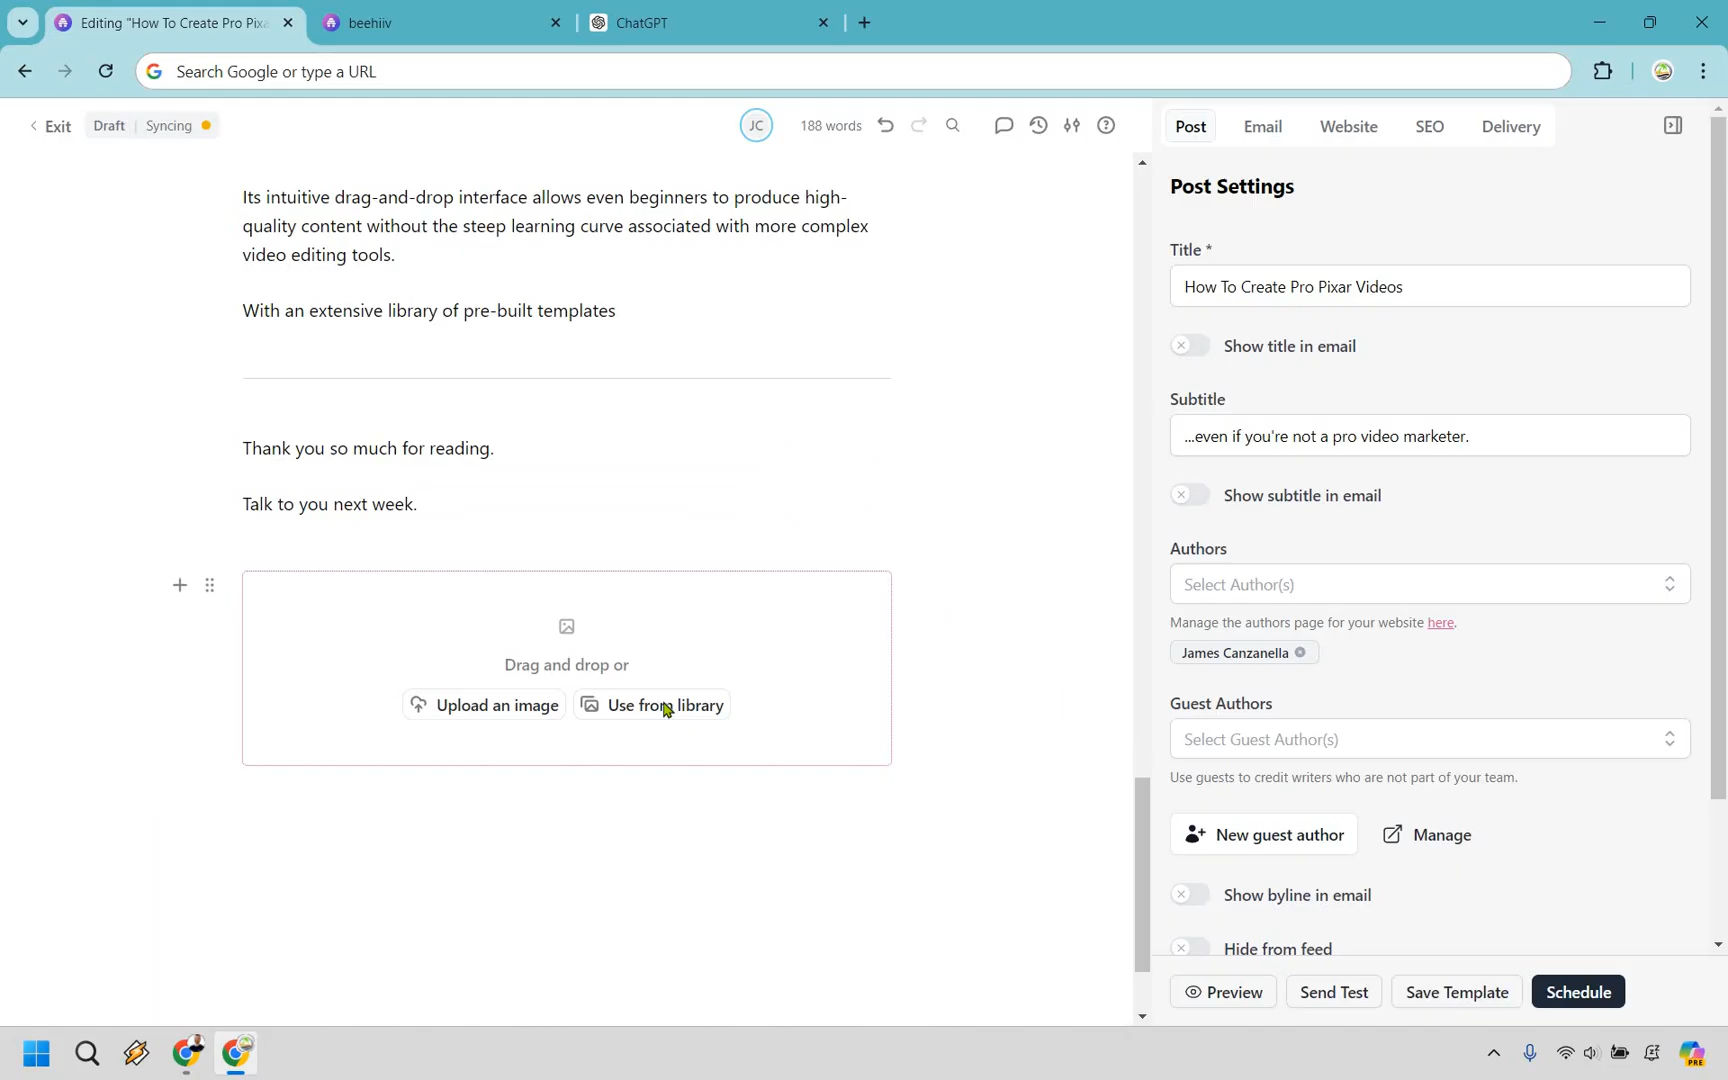 Editing "How To Create Pro Pixa
beehiiv
ChatGPT
Search Google or type a URL
Exit
Draft
Syncing
JC
188 words
Post
Email
Website
SEO
Delivery
Its intuitive drag-and-drop interface allows even beginners to produce high-
quality content without the steep learning curve associated with more complex
video editing tools.
With an extensive library of pre-built templates
Thank you so much for reading.
Talk to you next week.
Drag and drop or
Upload an image
Use from library
Post Settings
Title *
How To Create Pro Pixar Videos
Show title in email
Subtitle
...even if you're not a pro video marketer.
Show subtitle in email
Authors
Select Author(s)
Manage the authors page for your website here.
James Canzanella
Guest Authors
Select Guest Author(s)
Use guests to credit writers who are not part of your team.
New guest author
Manage
Show byline in email
Hide from feed
Preview
Send Test
Save Template
Schedule
PRE